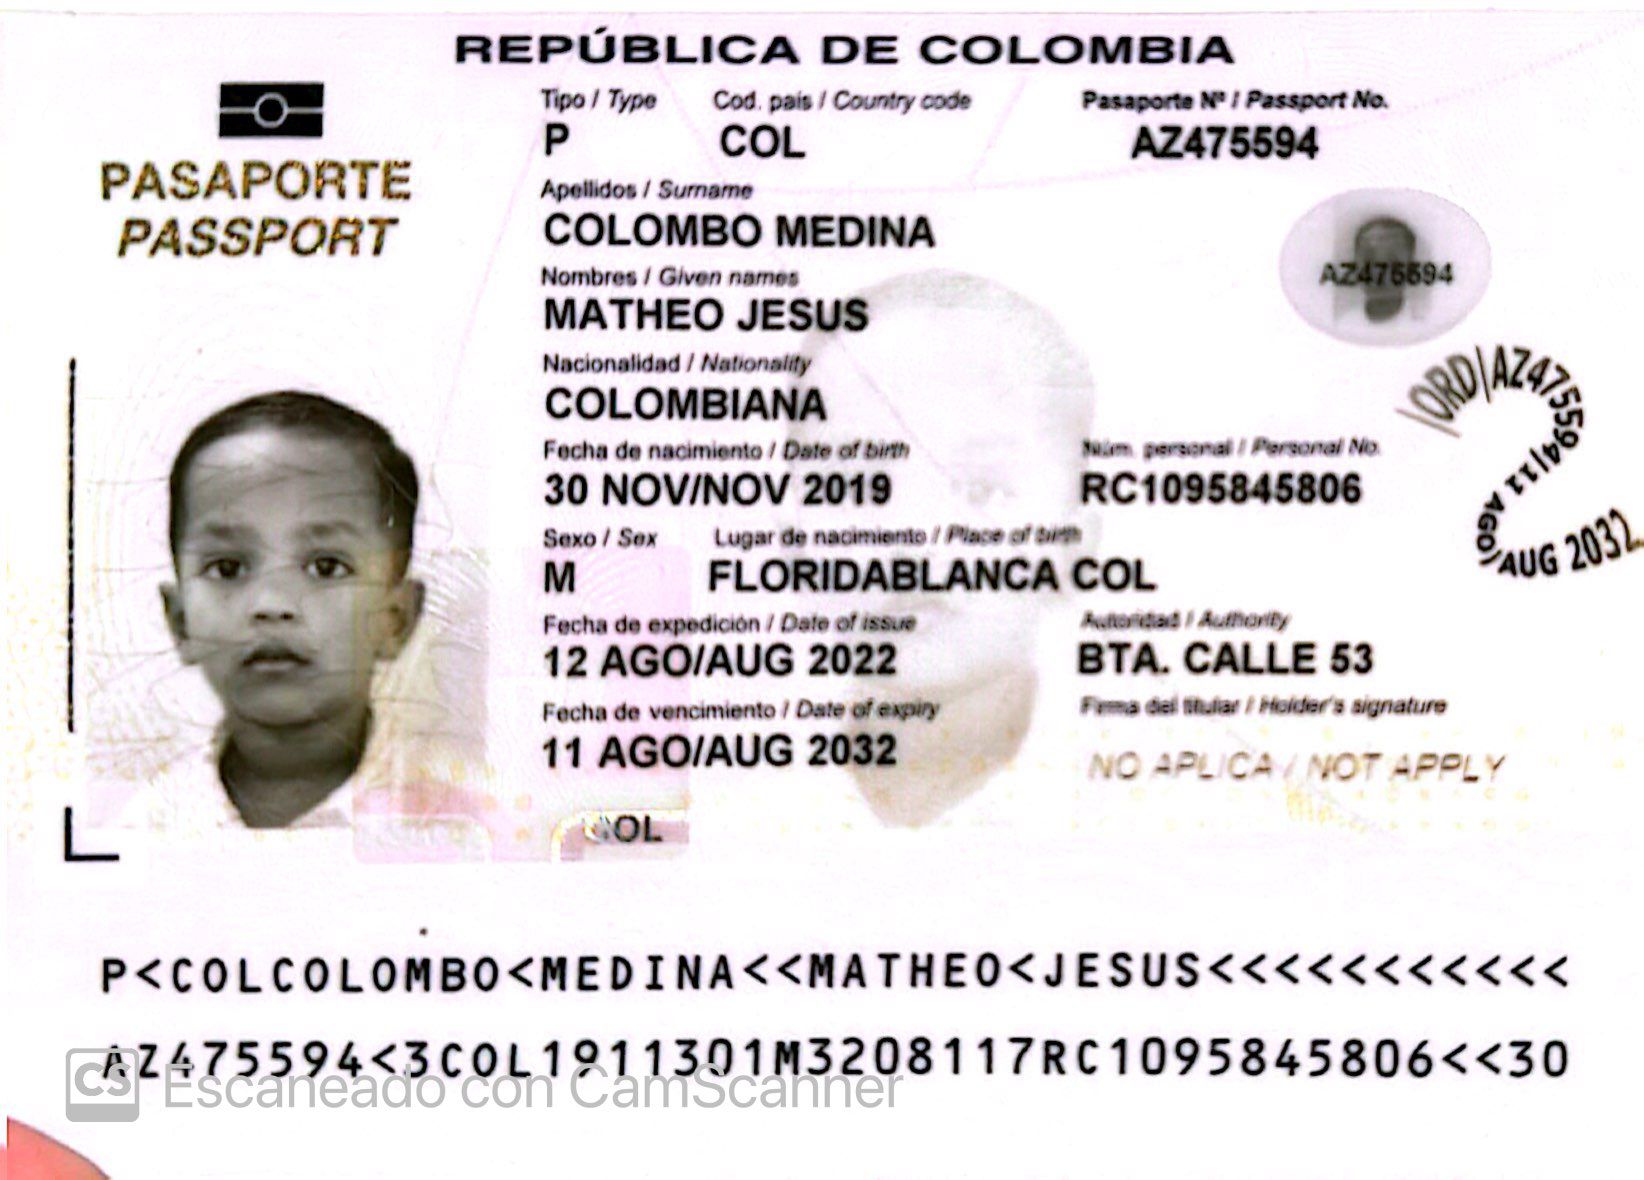 REPÚBLICA DE COLOMBIA
PASAPORTE
PASSPORT
Tipo / Type Cod. país / Country code Pasaporte Nº / Passport No.
P COL AZ475594
Apellidos / Surname
COLOMBO MEDINA
AZ475594
Nombres / Given names
MATHEO JESUS
Nacionalidad / Nationality
COLOMBIANA
/ORD/AZ475594/11 AGO/AUG 2032
Fecha de nacimiento / Date of birth Núm. personal / Personal No.
30 NOV/NOV 2019 RC1095845806
Sexo / Sex Lugar de nacimiento / Place of birth
M FLORIDABLANCA COL
Fecha de expedición / Date of issue Autoridad / Authority
12 AGO/AUG 2022 BTA. CALLE 53
Fecha de vencimiento / Date of expiry Firma del titular / Holder's signature
11 AGO/AUG 2032 NO APLICA / NOT APPLY
COL
P<COLCOLOMBO<MEDINA<<MATHEO<JESUS<<<<<<<<<<<
AZ475594<3COL1911301M3208117RC1095845806<<30
CS Escaneado con CamScanner